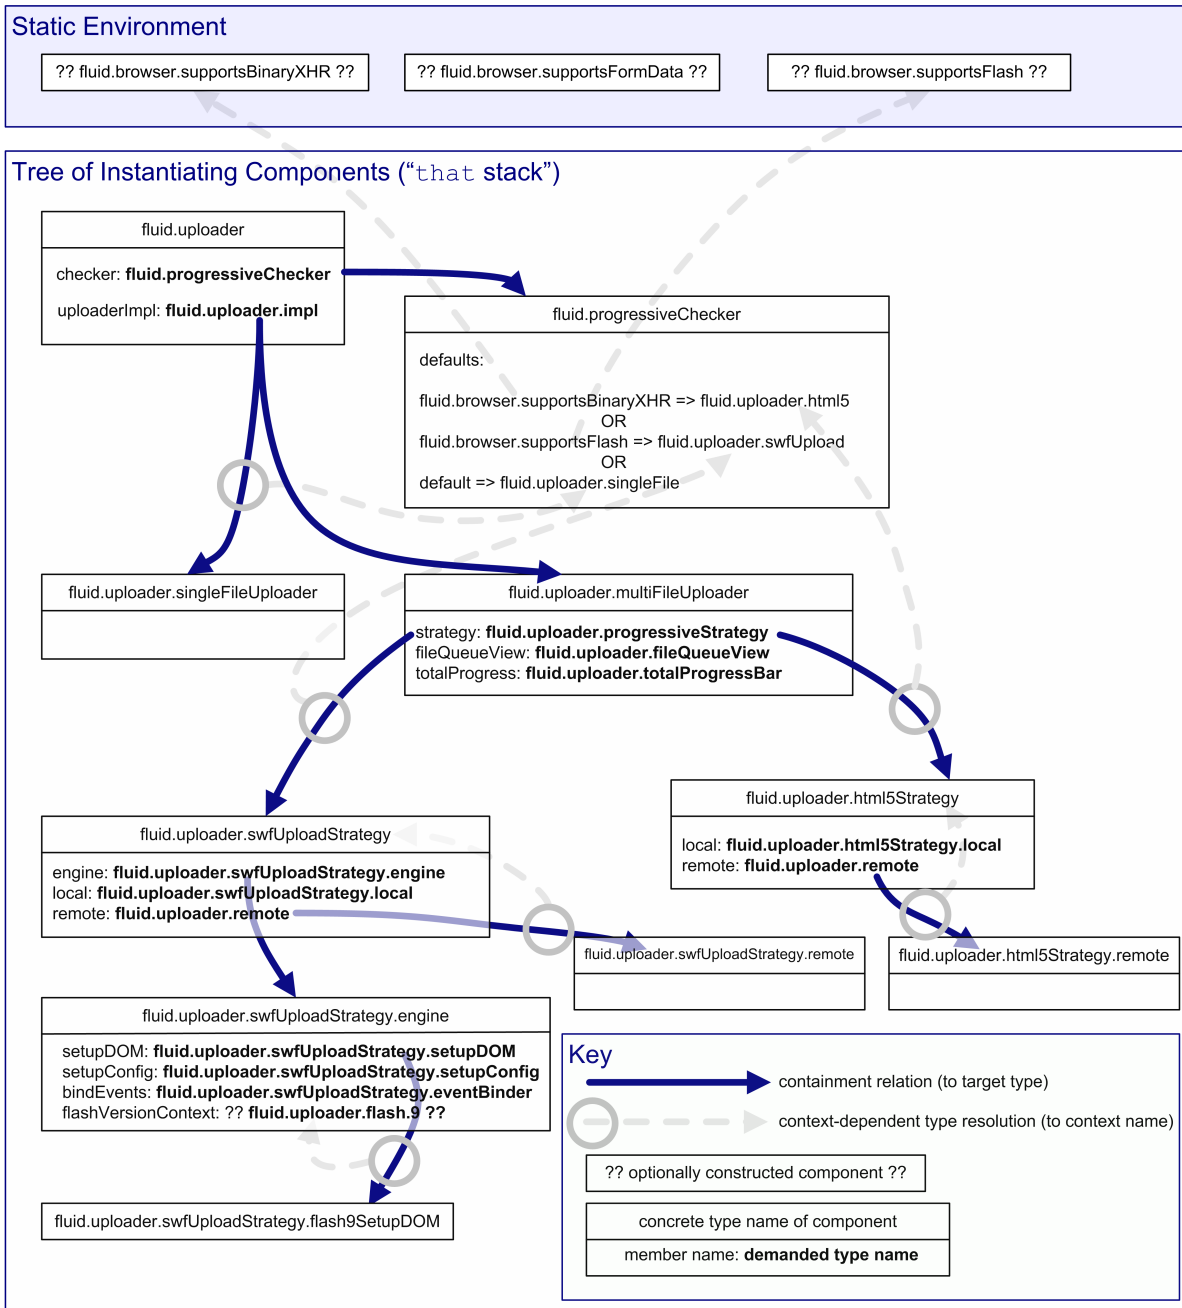 Static Environment
?? fluid.browser.supportsBinaryXHR ??
?? fluid.browser.supportsFormData ??
?? fluid.browser.supportsFlash ??
Tree of Instantiating Components (“that stack”)
fluid.uploader
checker: fluid.progressiveChecker
uploaderImpl: fluid.uploader.impl
fluid.progressiveChecker
defaults:
fluid.browser.supportsBinaryXHR => fluid.uploader.html5
OR
fluid.browser.supportsFlash => fluid.uploader.swfUpload
OR
default => fluid.uploader.singleFile
fluid.uploader.singleFileUploader
fluid.uploader.multiFileUploader
strategy: fluid.uploader.progressiveStrategy
fileQueueView: fluid.uploader.fileQueueView
totalProgress: fluid.uploader.totalProgressBar
fluid.uploader.html5Strategy
local: fluid.uploader.html5Strategy.local
remote: fluid.uploader.remote
fluid.uploader.swfUploadStrategy
engine: fluid.uploader.swfUploadStrategy.engine
local: fluid.uploader.swfUploadStrategy.local
remote: fluid.uploader.remote
fluid.uploader.swfUploadStrategy.remote
fluid.uploader.html5Strategy.remote
fluid.uploader.swfUploadStrategy.engine
setupDOM: fluid.uploader.swfUploadStrategy.setupDOM
setupConfig: fluid.uploader.swfUploadStrategy.setupConfig
bindEvents: fluid.uploader.swfUploadStrategy.eventBinder
flashVersionContext: ?? fluid.uploader.flash.9 ??
fluid.uploader.swfUploadStrategy.flash9SetupDOM
Key
containment relation (to target type)
context-dependent type resolution (to context name)
?? optionally constructed component ??
concrete type name of component
member name: demanded type name